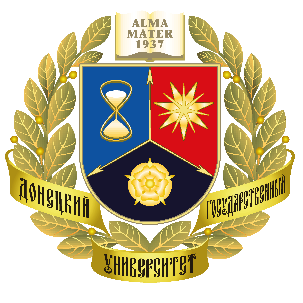 ALMA
MATER
1937
ДОНЕЦКИЙ
ГОСУДАРСТВЕННЫЙ
УНИВЕРСИТЕТ